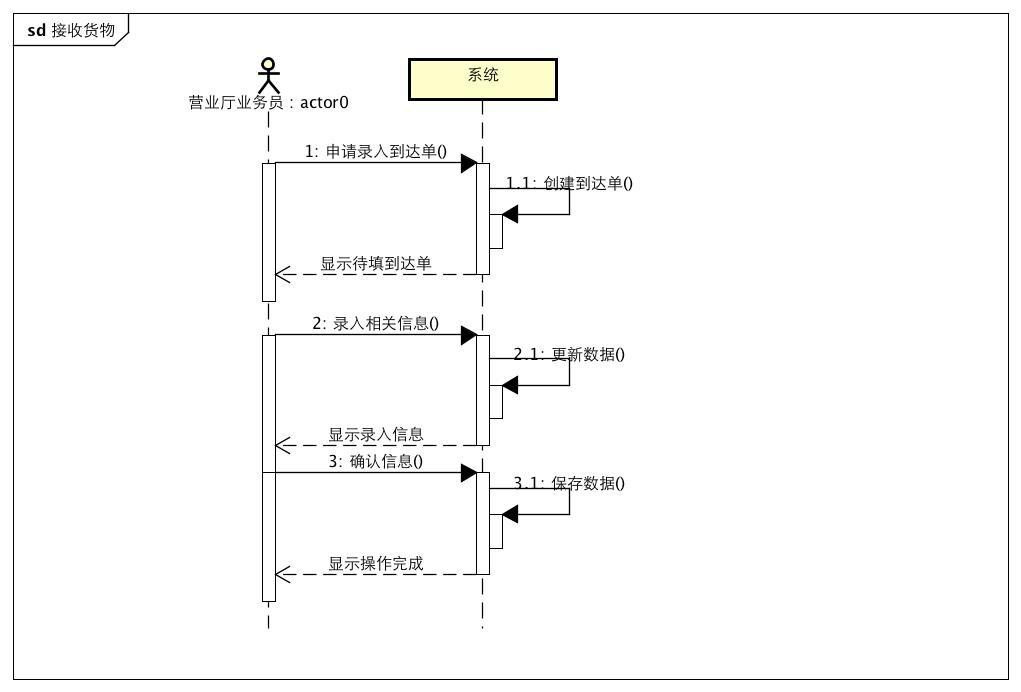 sd 接收货物
系统
营业厅业务员 : actor0
1: 申请录入到达单()
1.1: 创建到达单()
显示待填到达单
2: 录入相关信息()
2.1: 更新数据()
显示录入信息
3: 确认信息()
3.1: 保存数据()
显示操作完成